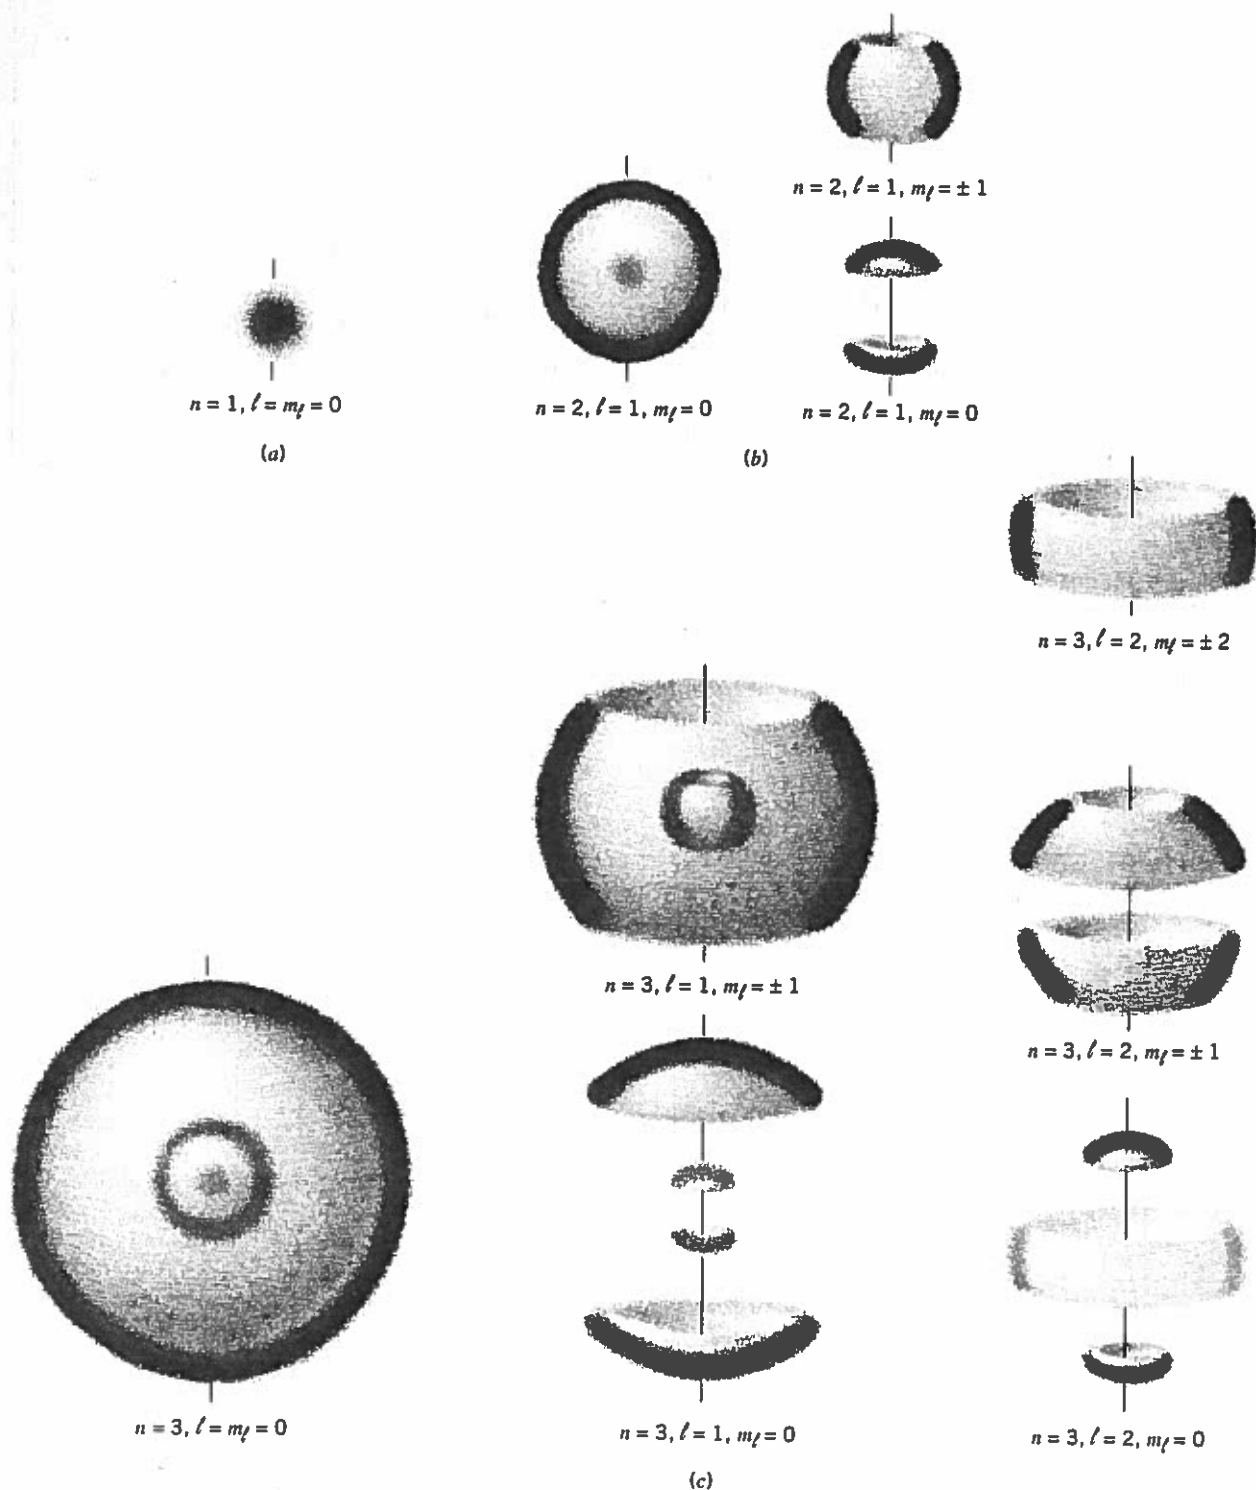 n = 2, ℓ = 1, mℓ = ± 1
n = 1, ℓ = mℓ = 0
n = 2, ℓ = 1, mℓ = 0
n = 2, ℓ = 1, mℓ = 0
(a)
(b)
n = 3, ℓ = 2, mℓ = ± 2
n = 3, ℓ = 1, mℓ = ± 1
n = 3, ℓ = 2, mℓ = ± 1
n = 3, ℓ = mℓ = 0
n = 3, ℓ = 1, mℓ = 0
n = 3, ℓ = 2, mℓ = 0
(c)